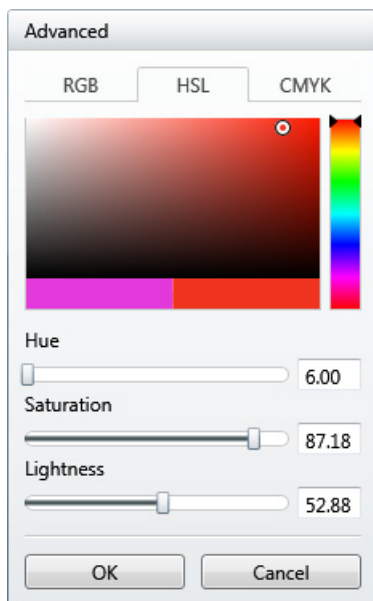 Advanced
RGB HSL CMYK
Hue
6.00
Saturation
87.18
Lightness
52.88
OK Cancel